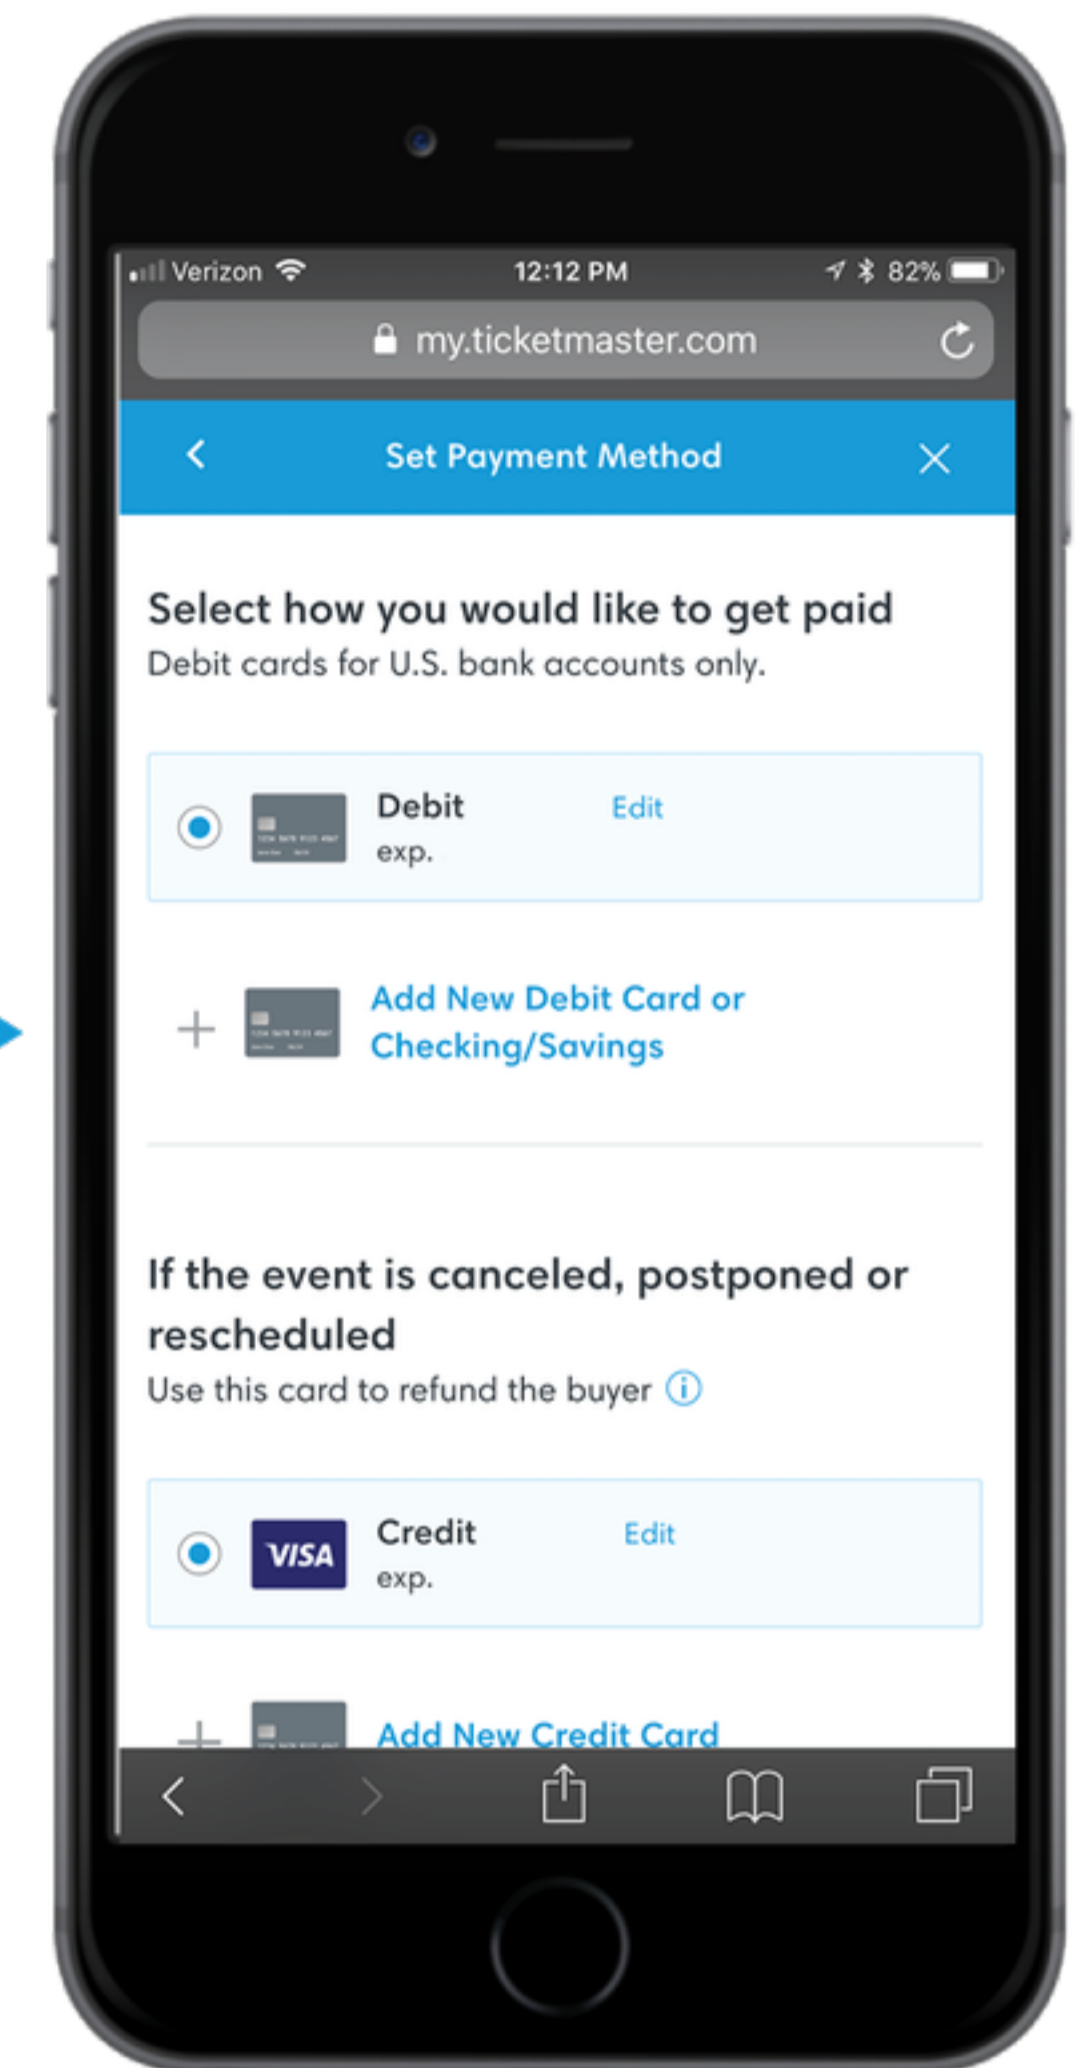 Verizon 12:12 PM 82%
my.ticketmaster.com
Set Payment Method
Select how you would like to get paid
Debit cards for U.S. bank accounts only.
Debit Edit
exp.
Add New Debit Card or
Checking/Savings
If the event is canceled, postponed or
rescheduled
Use this card to refund the buyer
VISA Credit Edit
exp.
Add New Credit Card